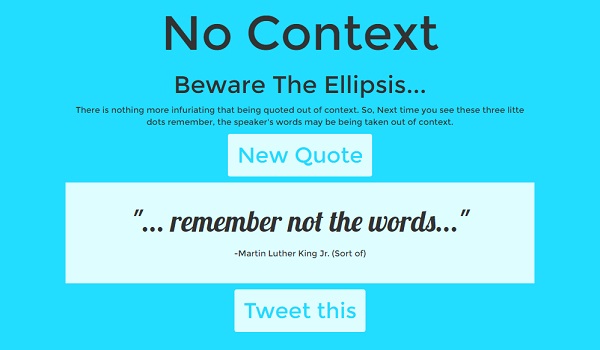 No Context
Beware The Ellipsis...
There is nothing more infuriating that being quoted out of context. So, Next time you see these three litte
dots remember, the speaker's words may be being taken out of context.
New Quote
"... remember not the words..."
-Martin Luther King Jr. (Sort of)
Tweet this